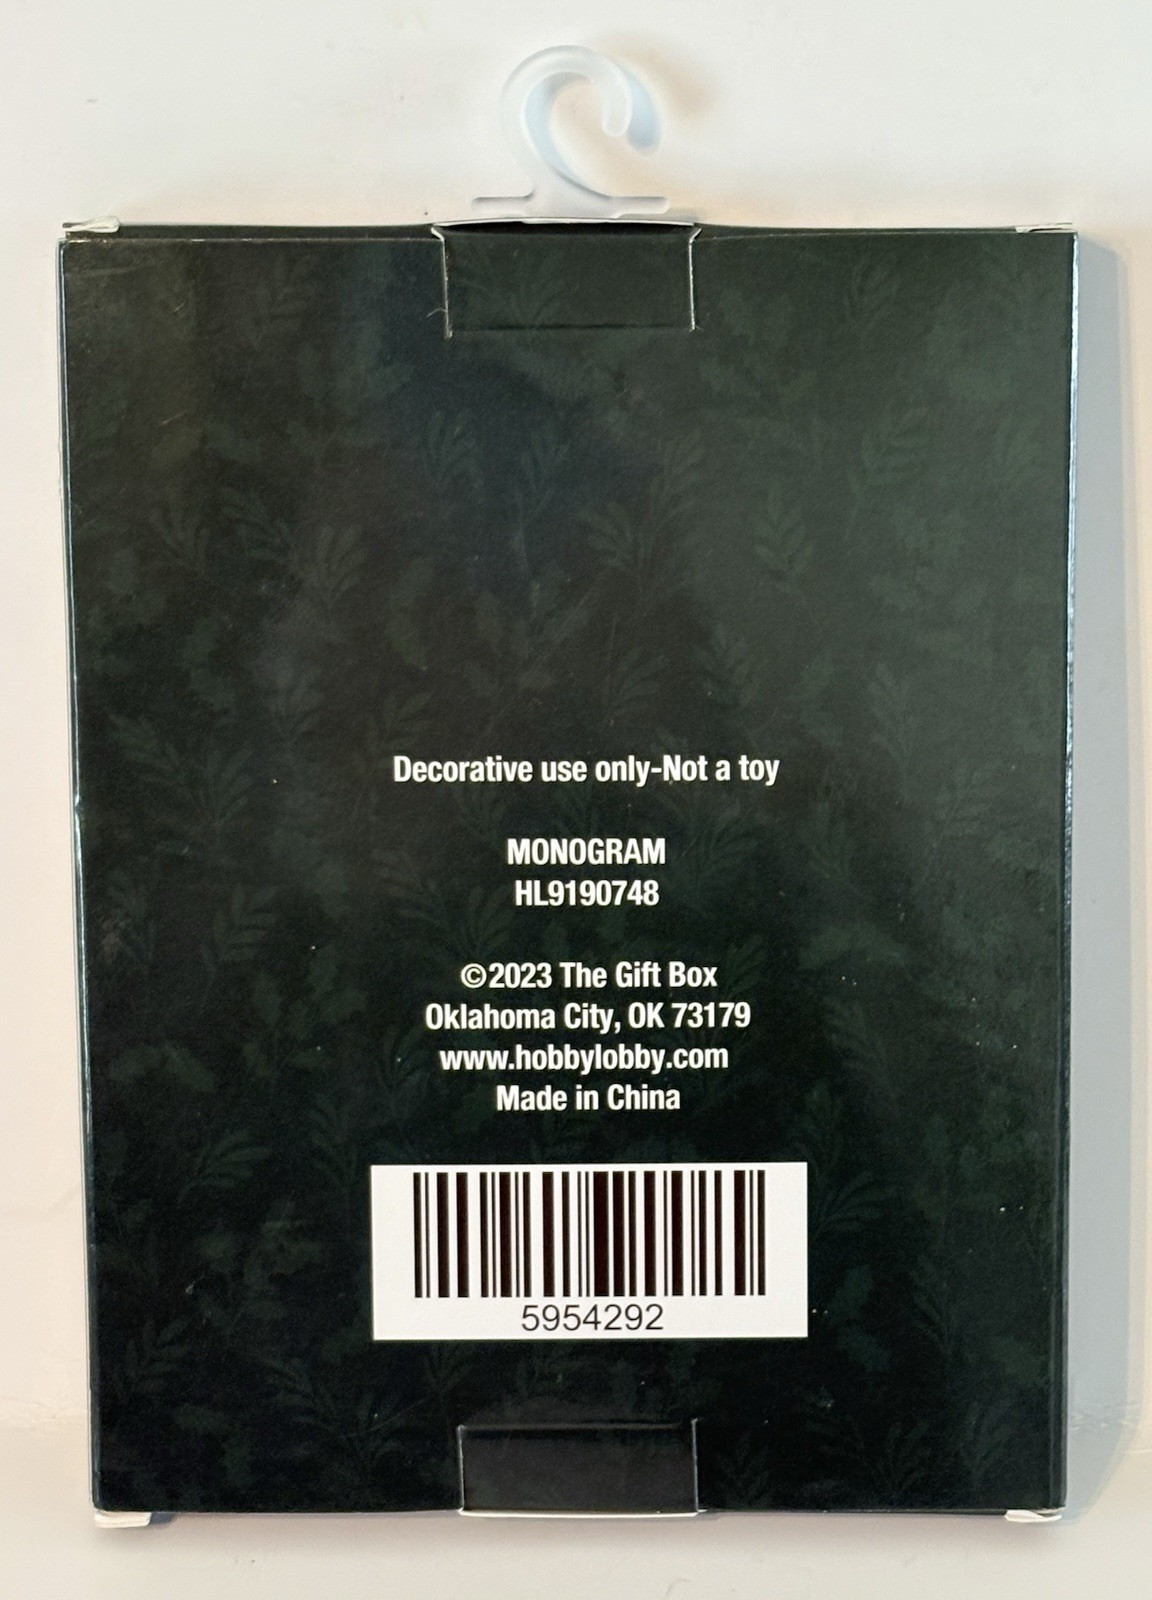 Decorative use only-Not a toy
MONOGRAM
HL9190748
©2023 The Gift Box
Oklahoma City, OK 73179
www.hobbylobby.com
Made in China
5954292